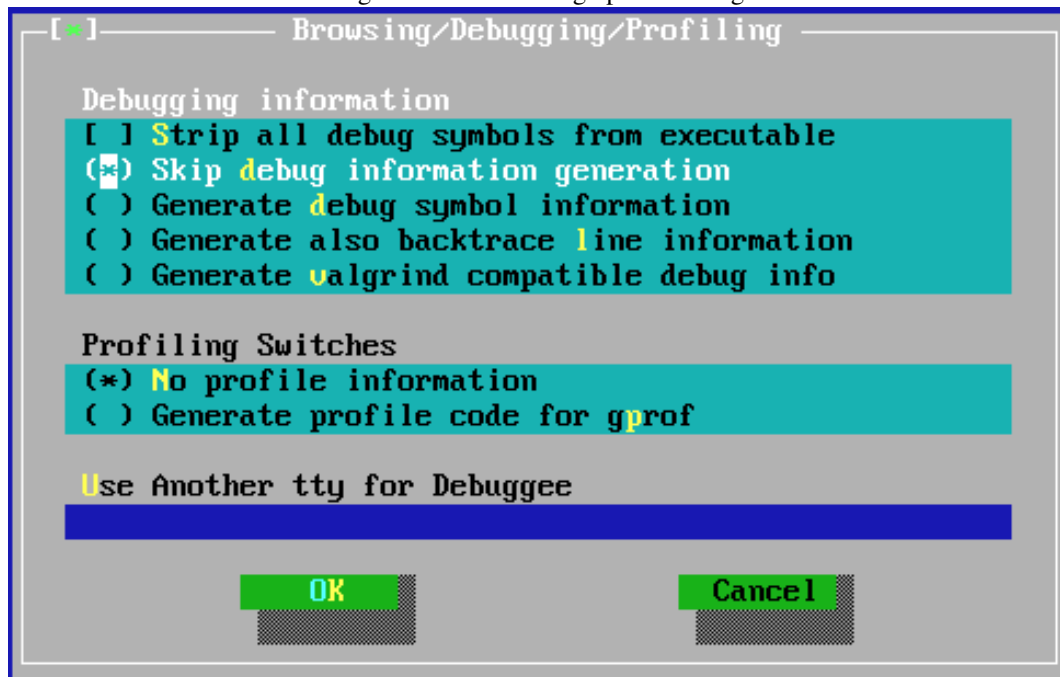 [*] Browsing/Debugging/Profiling
Debugging information
[ ] Strip all debug symbols from executable
(*) Skip debug information generation
( ) Generate debug symbol information
( ) Generate also backtrace line information
( ) Generate valgrind compatible debug info
Profiling Switches
(*) No profile information
( ) Generate profile code for gprof
Use Another tty for Debuggee
OK Cancel